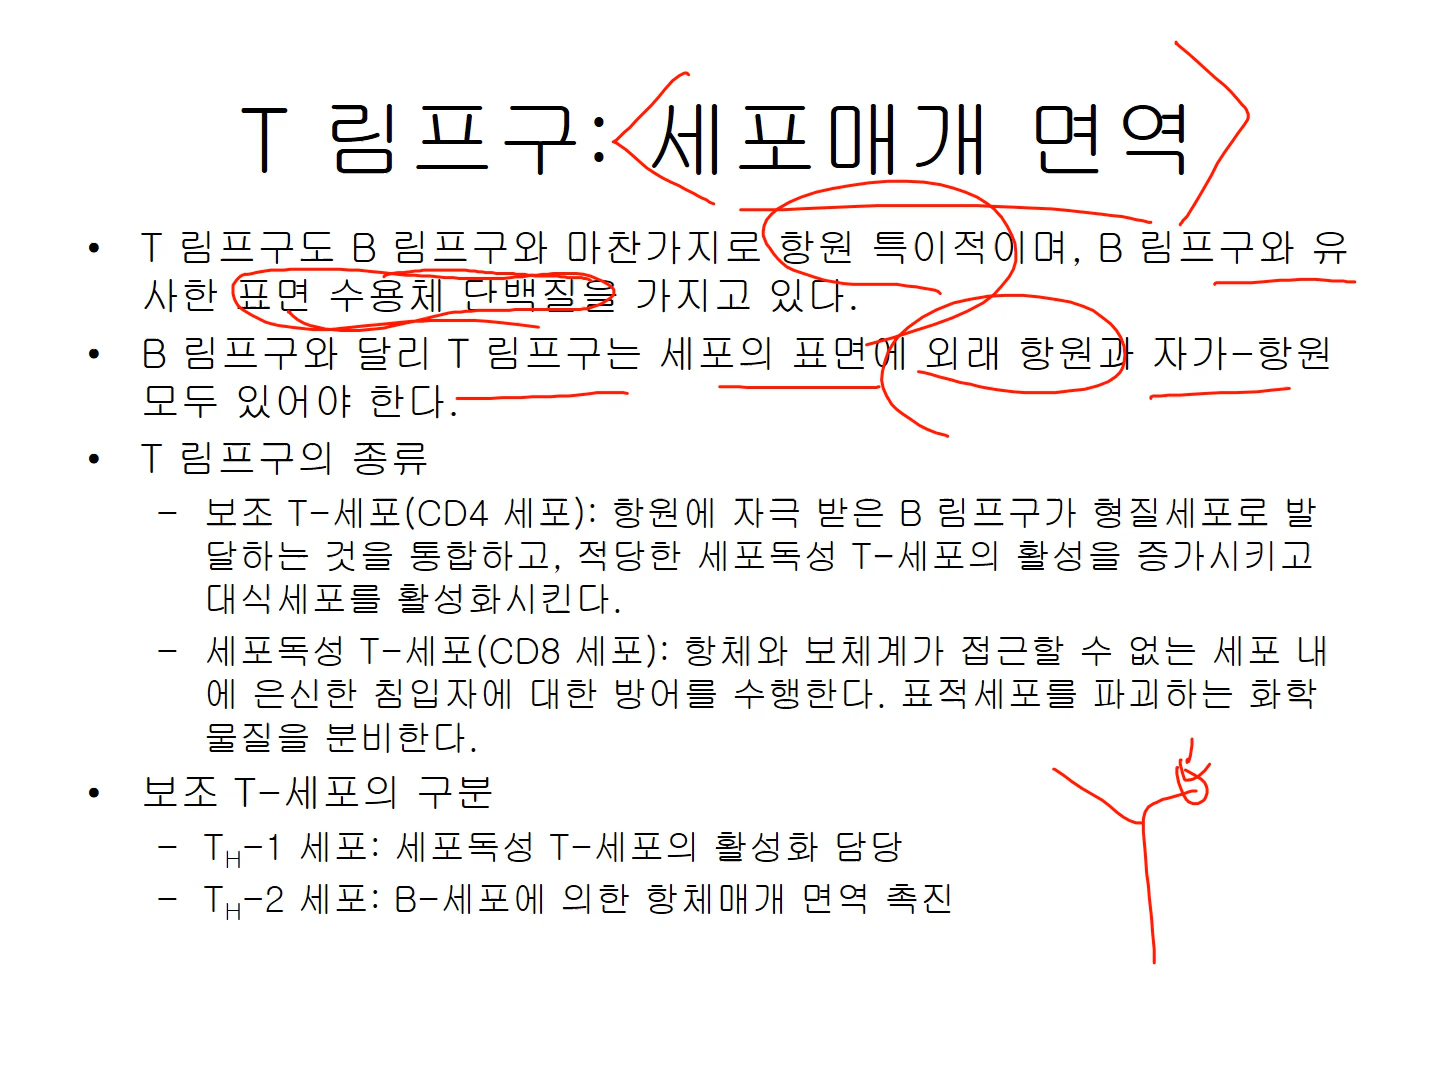 T 림프구: 세포매개 면역
• T 림프구도 B 림프구와 마찬가지로 항원 특이적이며, B 림프구와 유
사한 표면 수용체 단백질을 가지고 있다.
• B 림프구와 달리 T 림프구는 세포의 표면에 외래 항원과 자가-항원
모두 있어야 한다.
• T 림프구의 종류
– 보조 T-세포(CD4 세포): 항원에 자극 받은 B 림프구가 형질세포로 발
달하는 것을 통합하고, 적당한 세포독성 T-세포의 활성을 증가시키고
대식세포를 활성화시킨다.
– 세포독성 T-세포(CD8 세포): 항체와 보체계가 접근할 수 없는 세포 내
에 은신한 침입자에 대한 방어를 수행한다. 표적세포를 파괴하는 화학
물질을 분비한다.
• 보조 T-세포의 구분
– TH-1 세포: 세포독성 T-세포의 활성화 담당
– TH-2 세포: B-세포에 의한 항체매개 면역 촉진